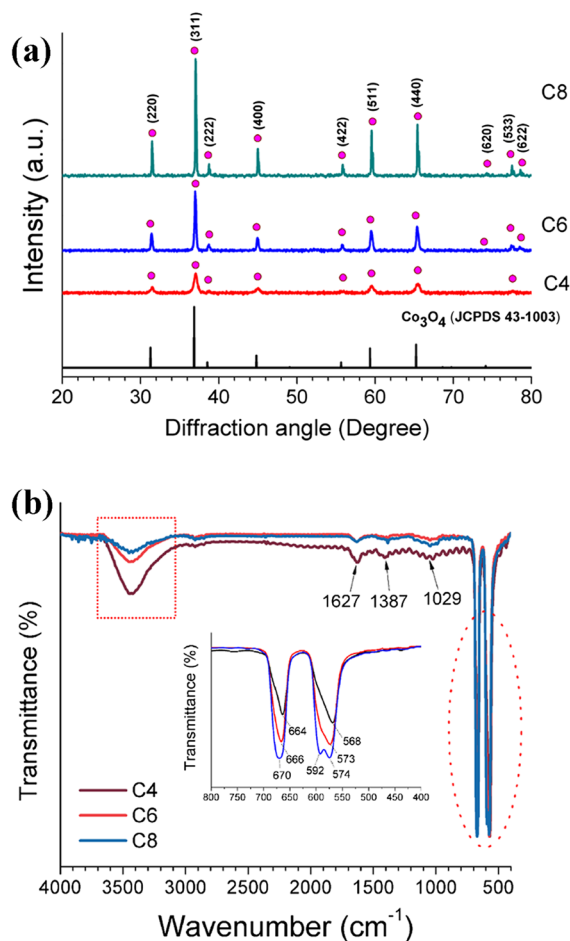 (a)
Intensity (a.u.)
(220)
(311)
(222)
(400)
(422)
(511)
(440)
(620)
(533)
(622)
C8
C6
C4
Co₃O₄ (JCPDS 43-1003)
20 30 40 50 60 70 80
Diffraction angle (Degree)
(b)
Transmittance (%)
1627 1387 1029
Transmittance (%)
664
666
670
568
573
592 574
800 750 700 650 600 550 500 450 400
C4
C6
C8
4000 3500 3000 2500 2000 1500 1000 500
Wavenumber (cm⁻¹)